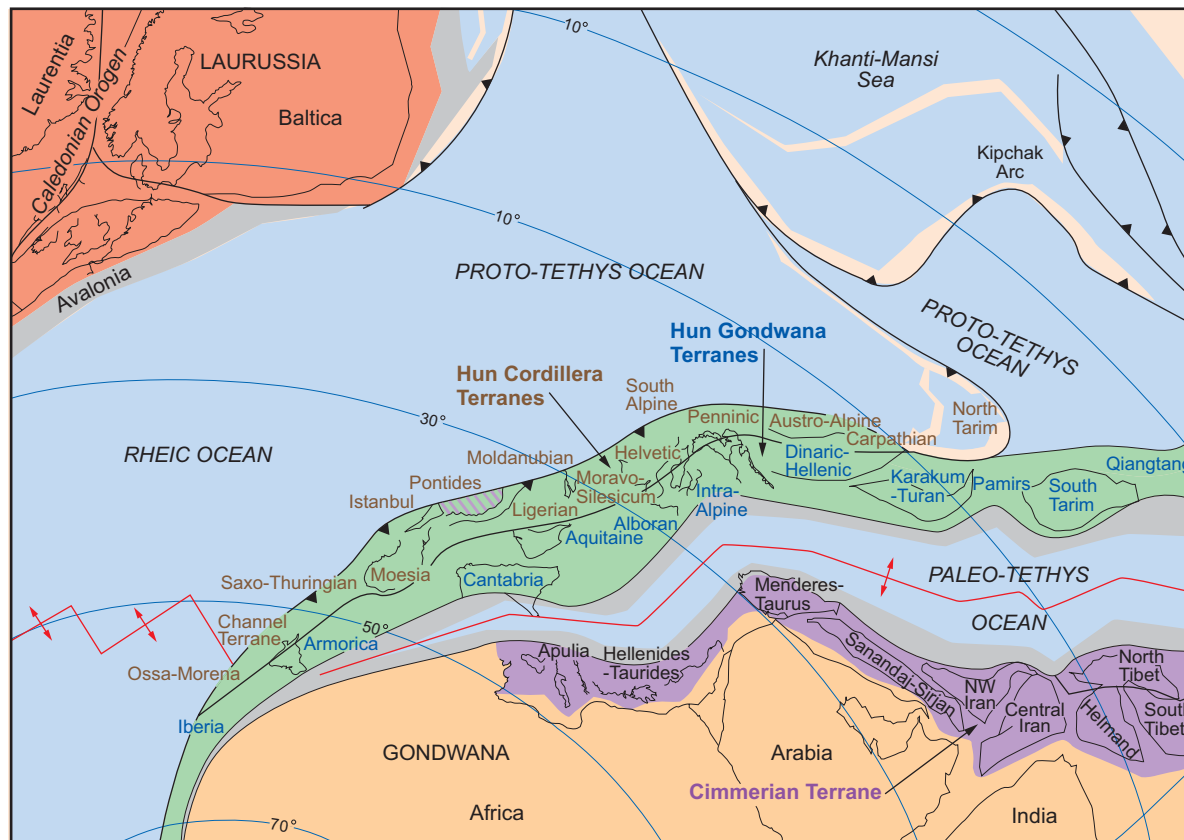 Laurentia
Caledonian Orogen
LAURUSSIA
Baltica
Avalonia
10°
Khanti-Mansi
Sea
Kipchak
Arc
10°
PROTO-TETHYS OCEAN
PROTO-TETHYS
OCEAN
Hun Gondwana
Terranes
Hun Cordillera
Terranes
South
Alpine
Penninic
Austro-Alpine
Carpathian
North
Tarim
30°
RHEIC OCEAN
Moldanubian
Helvetic
Dinaric-
Hellenic
Qiangtang
Pontides
Istanbul
Moravo-
Silesicum
Ligerian
Intra-
Alpine
Karakum
-Turan
Pamirs
South
Tarim
Alboran
Aquitaine
Moesia
Cantabria
Saxo-Thuringian
Channel
Terrane
Armorica
50°
Ossa-Morena
Iberia
PALEO-TETHYS
OCEAN
Menderes-
Taurus
Apulia
Hellenides
-Taurides
Sanandaj-Sirjan
NW
Iran
Central
Iran
Helmand
North
Tibet
South
Tibet
GONDWANA
Arabia
Cimmerian Terrane
Africa
India
70°